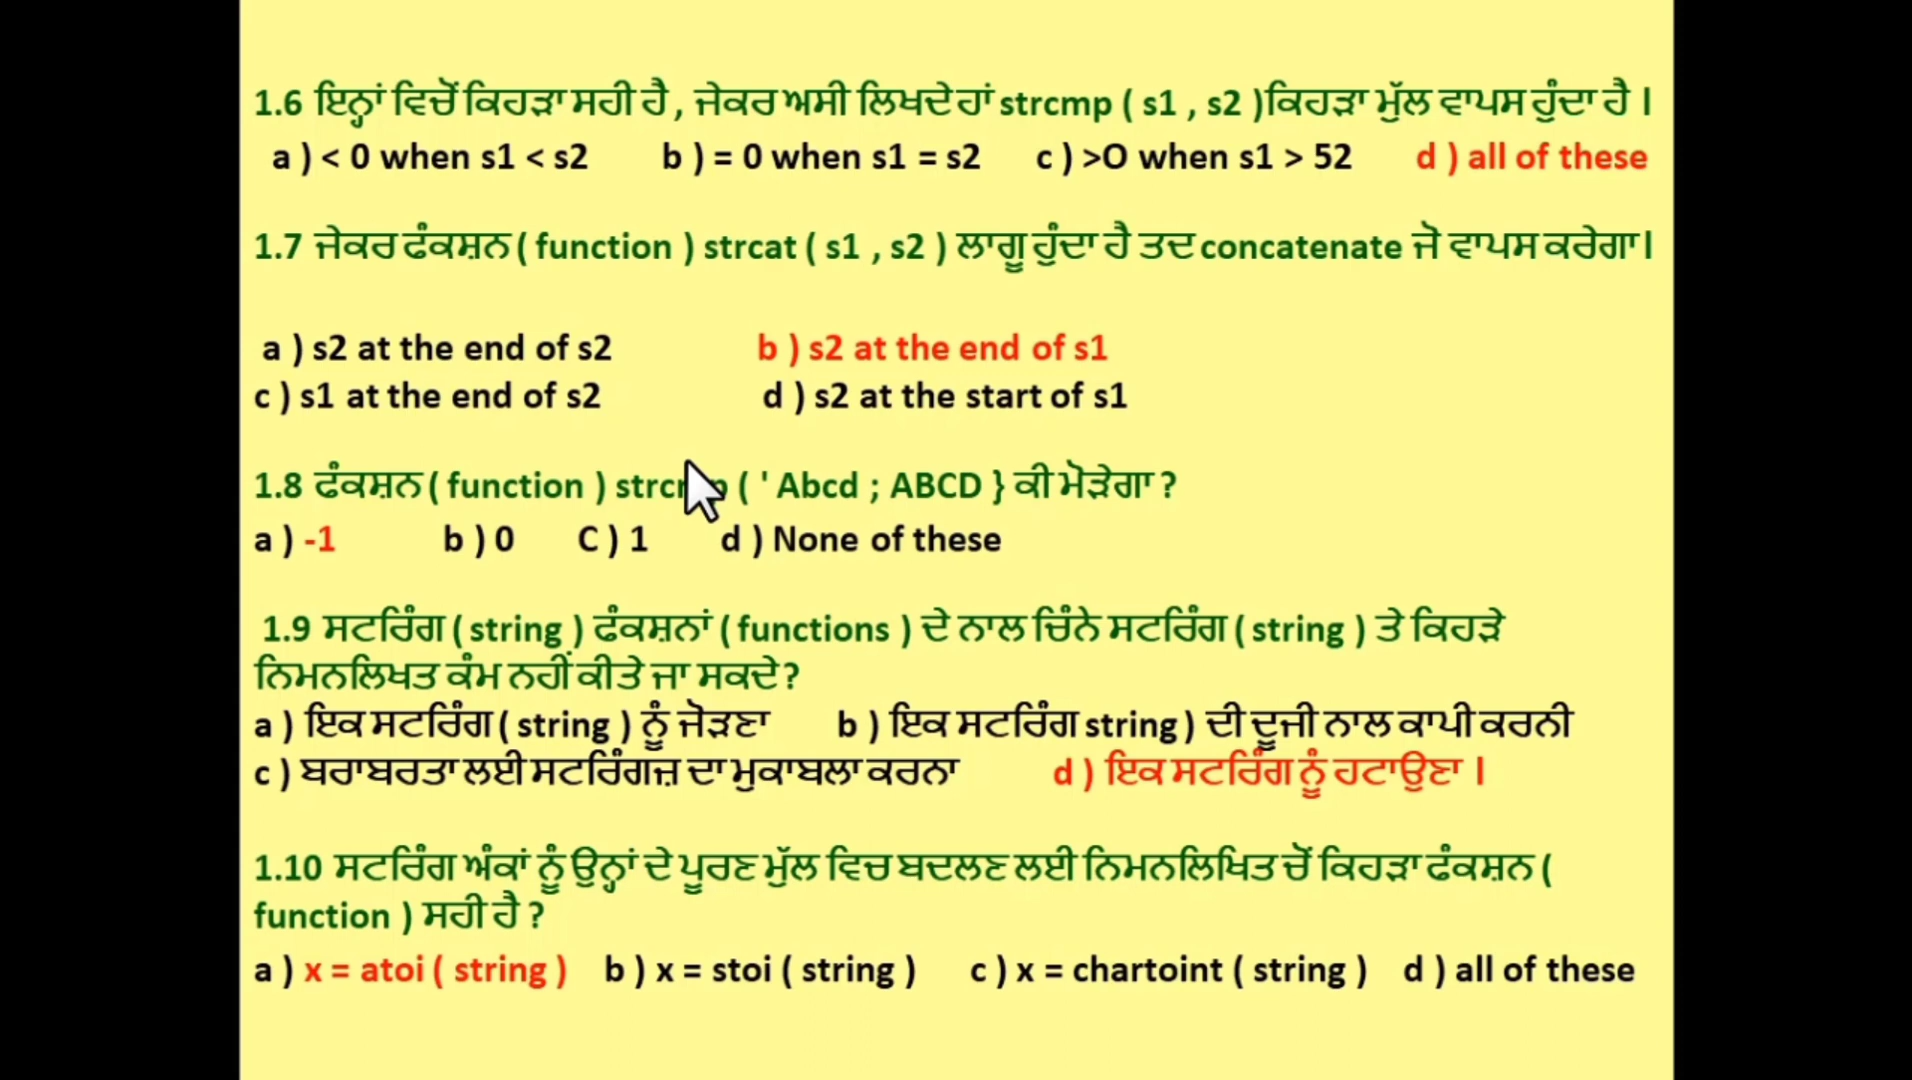 1.6 ਇਨ੍ਹਾਂ ਵਿਚੋਂ ਕਿਹੜਾ ਸਹੀ ਹੈ , ਜੇਕਰ ਅਸੀ ਲਿਖਦੇ ਹਾਂ strcmp ( s1 , s2 )ਕਿਹੜਾ ਮੁੱਲ ਵਾਪਸ ਹੁੰਦਾ ਹੈ ।
a ) < 0 when s1 < s2 b ) = 0 when s1 = s2 c ) >O when s1 > 52 d ) all of these
1.7 ਜੇਕਰ ਫੰਕਸ਼ਨ ( function ) strcat ( s1 , s2 ) ਲਾਗੂ ਹੁੰਦਾ ਹੈ ਤਦ concatenate ਜੋ ਵਾਪਸ ਕਰੇਗਾ।
a ) s2 at the end of s2 b ) s2 at the end of s1
c ) s1 at the end of s2 d ) s2 at the start of s1
1.8 ਫੰਕਸ਼ਨ ( function ) ( ' Abcd ; ABCD } ਕੀ ਮੋੜੇਗਾ ?
a ) -1 b ) 0 C ) 1 d ) None of these
1.9 ਸਟਰਿੰਗ ( string ) ਫੰਕਸ਼ਨਾਂ ( functions ) ਦੇ ਨਾਲ ਚਿੰਨੇ ਸਟਰਿੰਗ ( string ) ਤੇ ਕਿਹੜੇ
ਨਿਮਨਲਿਖਤ ਕੰਮ ਨਹੀਂ ਕੀਤੇ ਜਾ ਸਕਦੇ ?
a ) ਇਕ ਸਟਰਿੰਗ ( string ) ਨੂੰ ਜੋੜਣਾ b ) ਇਕ ਸਟਰਿੰਗ string ) ਦੀ ਦੂਜੀ ਨਾਲ ਕਾਪੀ ਕਰਨੀ
c ) ਬਰਾਬਰਤਾ ਲਈ ਸਟਰਿੰਗਜ਼ ਦਾ ਮੁਕਾਬਲਾ ਕਰਨਾ d ) ਇਕ ਸਟਰਿੰਗ ਨੂੰ ਹਟਾਉਣਾ ।
1.10 ਸਟਰਿੰਗ ਅੰਕਾਂ ਨੂੰ ਉਨ੍ਹਾਂ ਦੇ ਪੂਰਣ ਮੁੱਲ ਵਿਚ ਬਦਲਣ ਲਈ ਨਿਮਨਲਿਖਿਤ ਚੋਂ ਕਿਹੜਾ ਫੰਕਸ਼ਨ (
function ) ਸਹੀ ਹੈ ?
a ) x = atoi ( string ) b ) x = stoi ( string ) c ) x = chartoint ( string ) d ) all of these